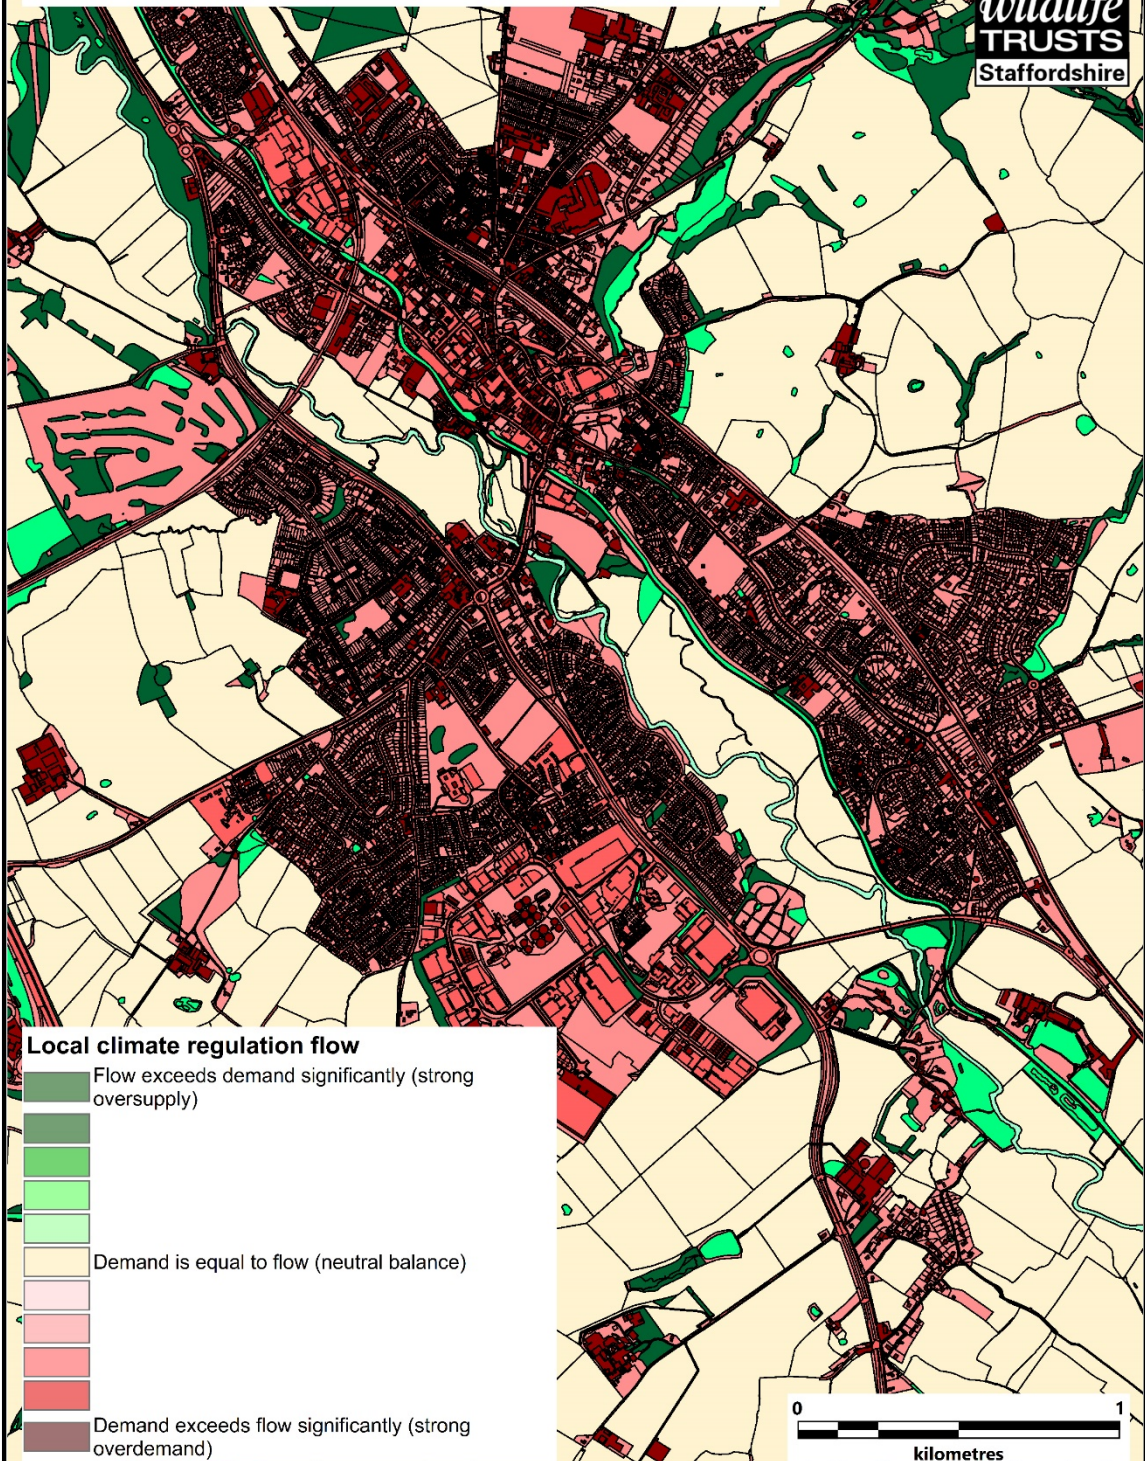 wildlife
TRUSTS
Staffordshire
Local climate regulation flow
Flow exceeds demand significantly (strong
oversupply)
Demand is equal to flow (neutral balance)
Demand exceeds flow significantly (strong
overdemand)
0 1
kilometres